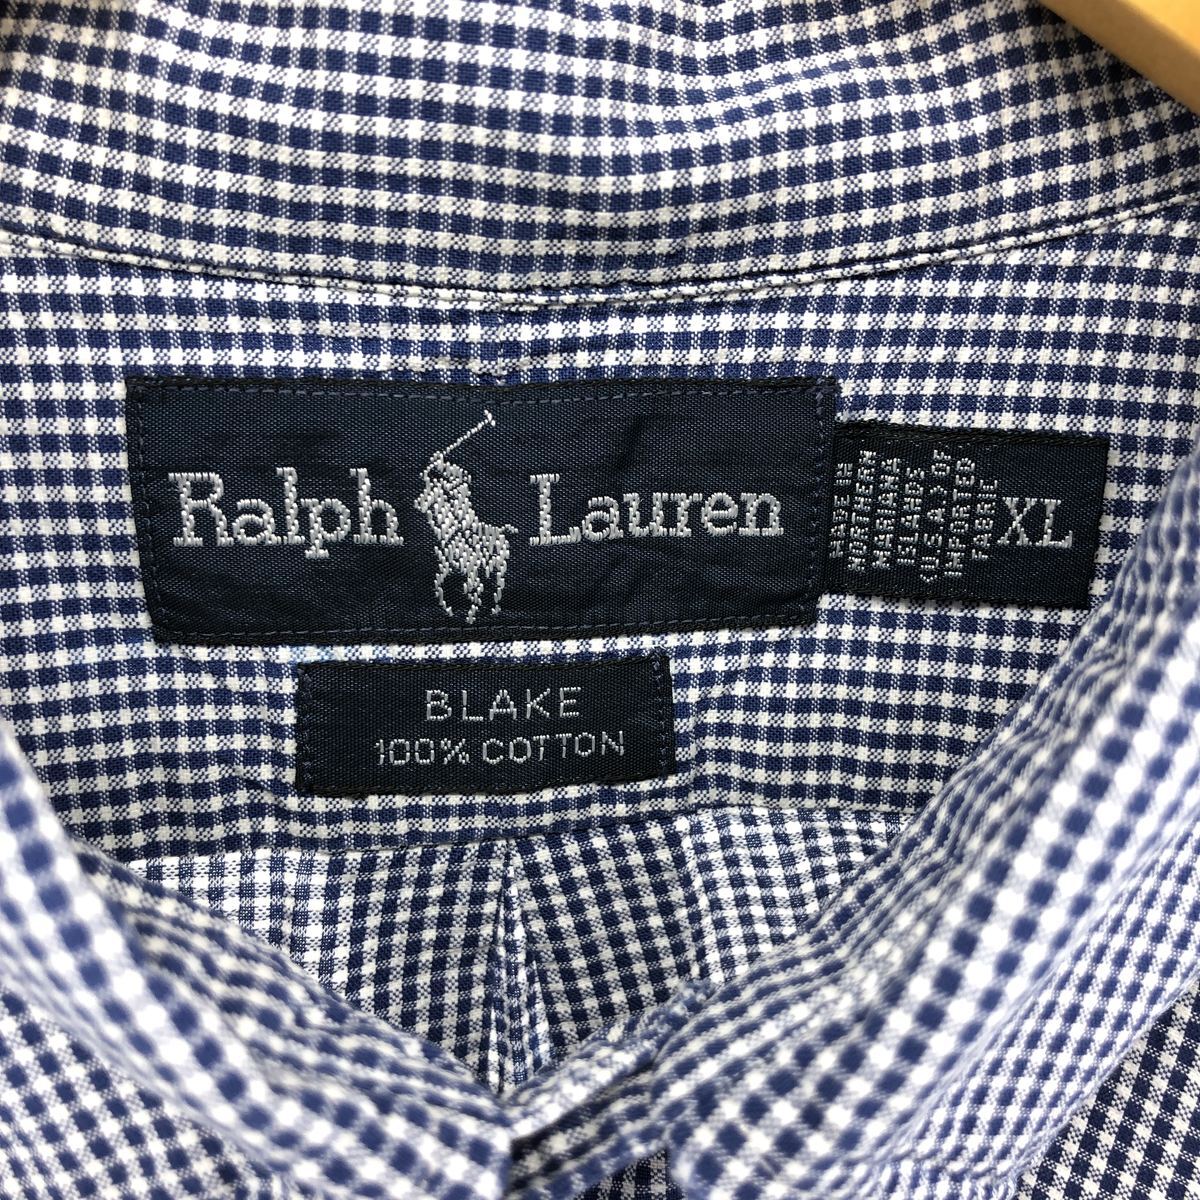 Ralph Lauren
MADE IN
NORTHERN
MARIANA
ISLANDS
(U.S.A.) OF
IMPORTED
FABRIC
XL
BLAKE
100% COTTON